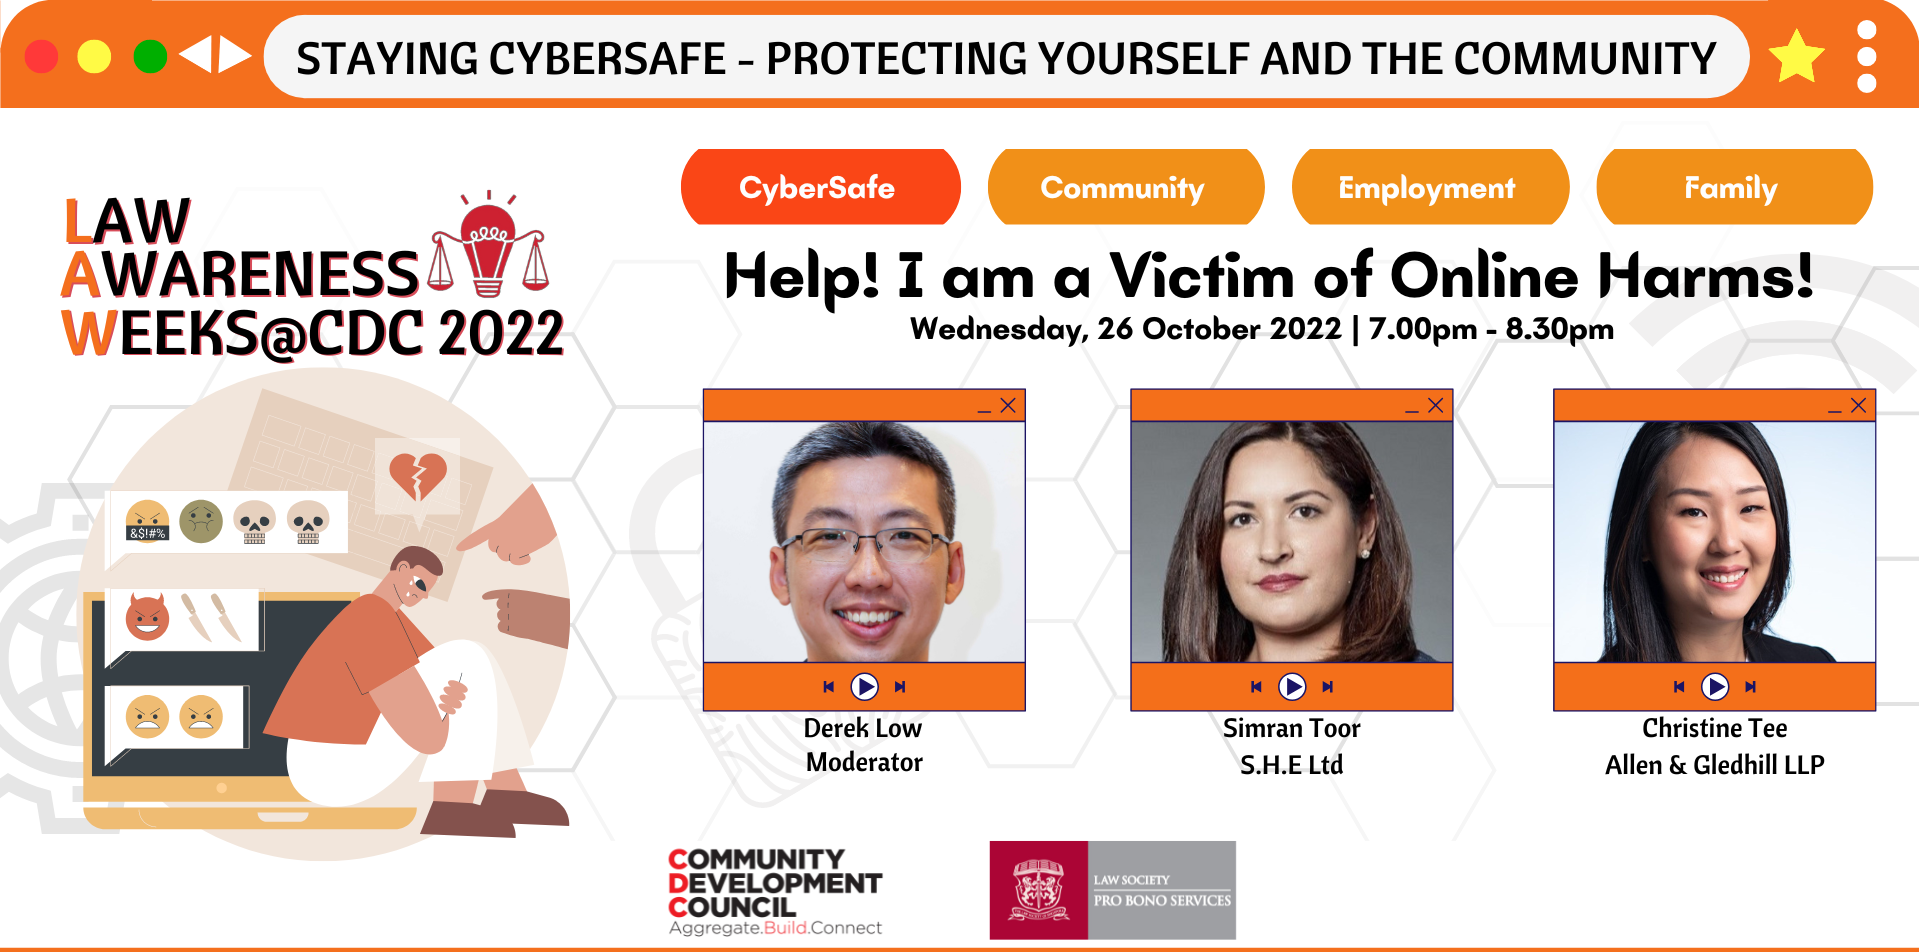 STAYING CYBERSAFE - PROTECTING YOURSELF AND THE COMMUNITY
LAW
AWARENESS
WEEKS@CDC 2022
CyberSafe
Community
Employment
Family
Help! I am a Victim of Online Harms!
Wednesday, 26 October 2022 | 7.00pm - 8.30pm
&$!#%
Derek Low
Moderator
Simran Toor
S.H.E Ltd
Christine Tee
Allen & Gledhill LLP
COMMUNITY
DEVELOPMENT
COUNCIL
Aggregate.Build.Connect
LAW SOCIETY
PRO BONO SERVICES